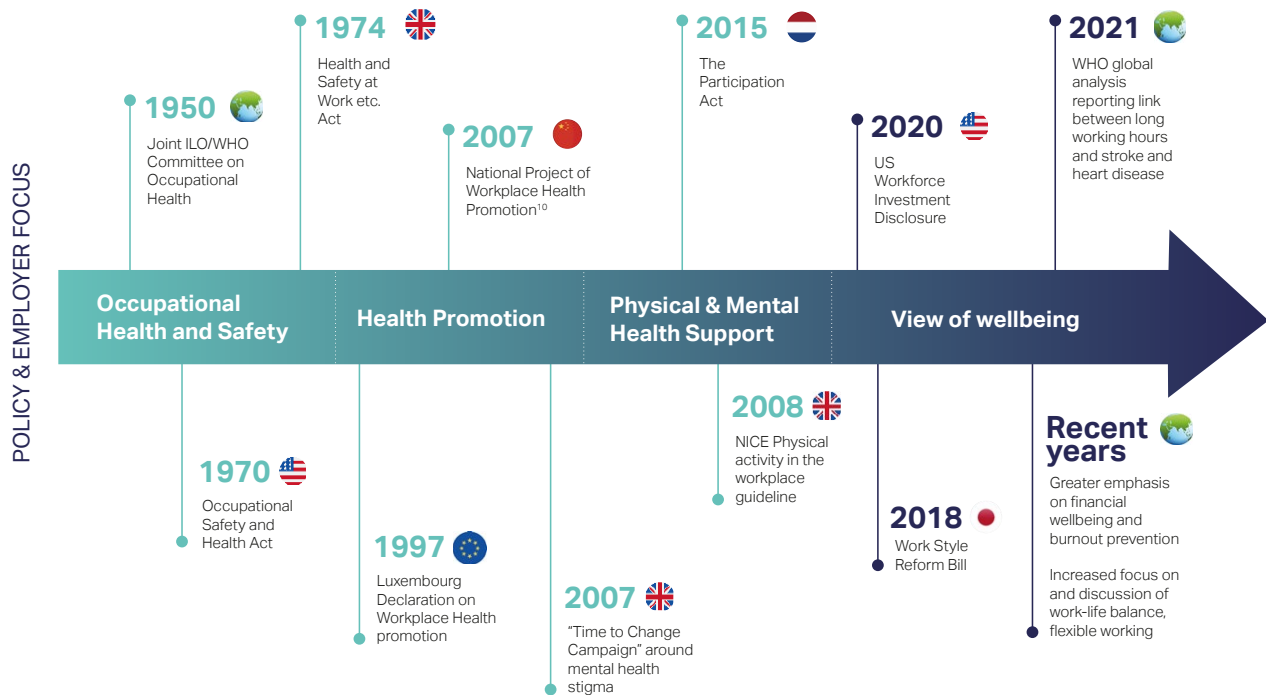 POLICY & EMPLOYER FOCUS
1950
Joint ILO/WHO
Committee on
Occupational
Health
1974
Health and
Safety at
Work etc.
Act
2007
National Project of
Workplace Health
Promotion¹⁰
2015
The
Participation
Act
2020
US
Workforce
Investment
Disclosure
2021
WHO global
analysis
reporting link
between long
working hours
and stroke and
heart disease
Occupational
Health and Safety
Health Promotion
Physical & Mental
Health Support
View of wellbeing
1970
Occupational
Safety and
Health Act
1997
Luxembourg
Declaration on
Workplace Health
promotion
2007
“Time to Change
Campaign” around
mental health
stigma
2008
NICE Physical
activity in the
workplace
guideline
2018
Work Style
Reform Bill
Recent
years
Greater emphasis
on financial
wellbeing and
burnout prevention
Increased focus on
and discussion of
work-life balance,
flexible working